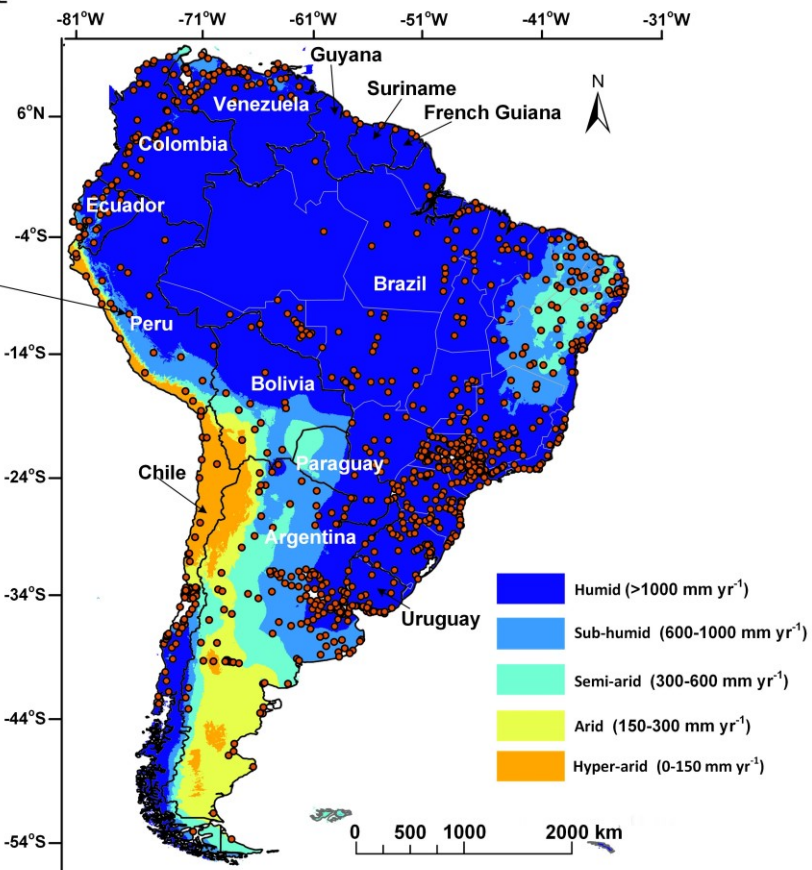 -81°W -71°W -61°W -51°W -41°W -31°W
Guyana
N
Suriname
Venezuela
French Guiana
6°N
Colombia
Ecuador
-4°S
Brazil
Peru
-14°S
Bolivia
Paraguay
-24°S
Chile
Argentina
Humid (>1000 mm yr⁻¹)
-34°S
Uruguay
Sub-humid (600-1000 mm yr⁻¹)
Semi-arid (300-600 mm yr⁻¹)
-44°S
Arid (150-300 mm yr⁻¹)
Hyper-arid (0-150 mm yr⁻¹)
0 500 1000 2000 km
-54°S